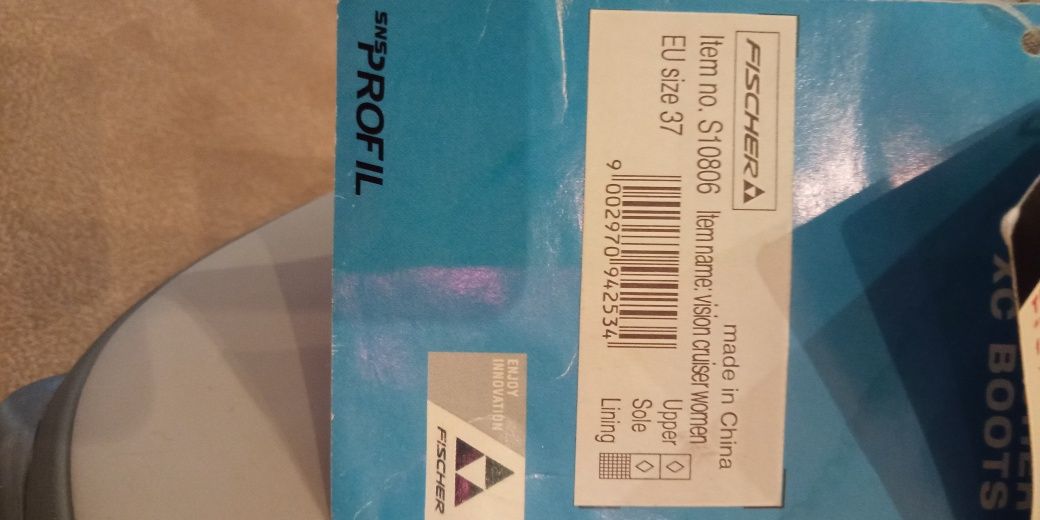 FISCHER
made in China
Item no. S10806 Item name: vision cruiser women
EU size 37
Upper
Sole
Lining
9 002970 942534
SNS PROFIL
ENJOY
INNOVATION
FISCHER
XC BOOTS